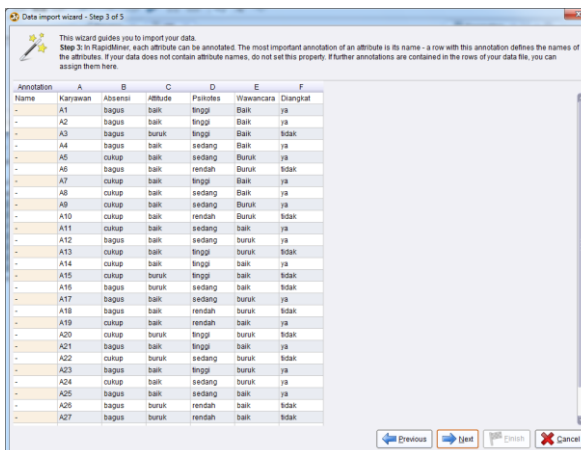 Data import wizard - Step 3 of 5
This wizard guides you to import your data.
Step 3: In RapidMiner, each attribute can be annotated. The most important annotation of an attribute is its name - a row with this annotation defines the names of
the attributes. If your data does not contain attribute names, do not set this property. If further annotations are contained in the rows of your data file, you can
assign them here.
Annotation A B C D E F
Name Karyawan Absensi Attitude Psikotes Wawancara Diangkat
- A1 bagus baik tinggi Baik ya
- A2 bagus baik tinggi Baik ya
- A3 bagus buruk tinggi Baik tidak
- A4 bagus baik sedang Baik ya
- A5 cukup baik sedang Buruk ya
- A6 bagus baik rendah Buruk tidak
- A7 cukup baik tinggi Baik ya
- A8 cukup baik sedang Baik ya
- A9 cukup baik sedang Buruk ya
- A10 cukup baik rendah Buruk tidak
- A11 cukup baik sedang baik ya
- A12 bagus baik sedang buruk ya
- A13 cukup baik tinggi buruk tidak
- A14 cukup baik tinggi baik ya
- A15 cukup buruk tinggi baik tidak
- A16 bagus buruk sedang baik tidak
- A17 bagus baik sedang buruk ya
- A18 bagus baik rendah buruk tidak
- A19 cukup baik rendah baik ya
- A20 cukup buruk tinggi buruk tidak
- A21 bagus baik tinggi baik ya
- A22 cukup buruk sedang buruk tidak
- A23 bagus baik tinggi buruk ya
- A24 cukup baik sedang buruk ya
- A25 bagus baik sedang baik ya
- A26 bagus buruk rendah baik tidak
- A27 bagus buruk rendah baik tidak
Previous Next Finish Cancel